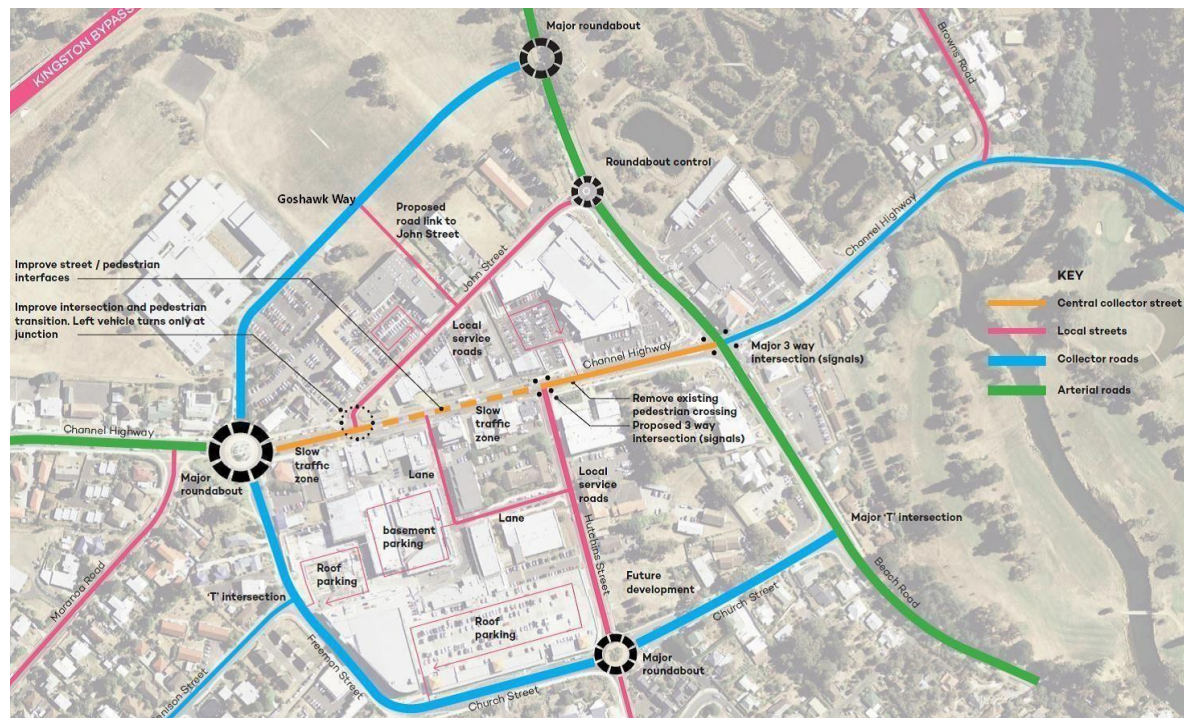 KINGSTON BYPASS
Major roundabout
Browns Road
Roundabout control
Goshawk Way
Proposed
road link to
John Street
Channel Highway
Improve street / pedestrian
interfaces
John Street
KEY
Central collector street
Local streets
Collector roads
Arterial roads
Improve intersection and pedestrian
transition. Left vehicle turns only at
junction
Local
service
roads
Channel Highway
Major 3 way
intersection (signals)
Remove existing
pedestrian crossing
Proposed 3 way
intersection (signals)
Slow
traffic
zone
Channel Highway
Slow
traffic
zone
Major
roundabout
Lane
Local
service
roads
basement
parking
Lane
Hutchins Street
Major ‘T’ intersection
Maranoa Road
Roof
parking
Future
development
Beach Road
‘T’ intersection
Church Street
Roof
parking
Freeman Street
Major
roundabout
nison Street
Church Street